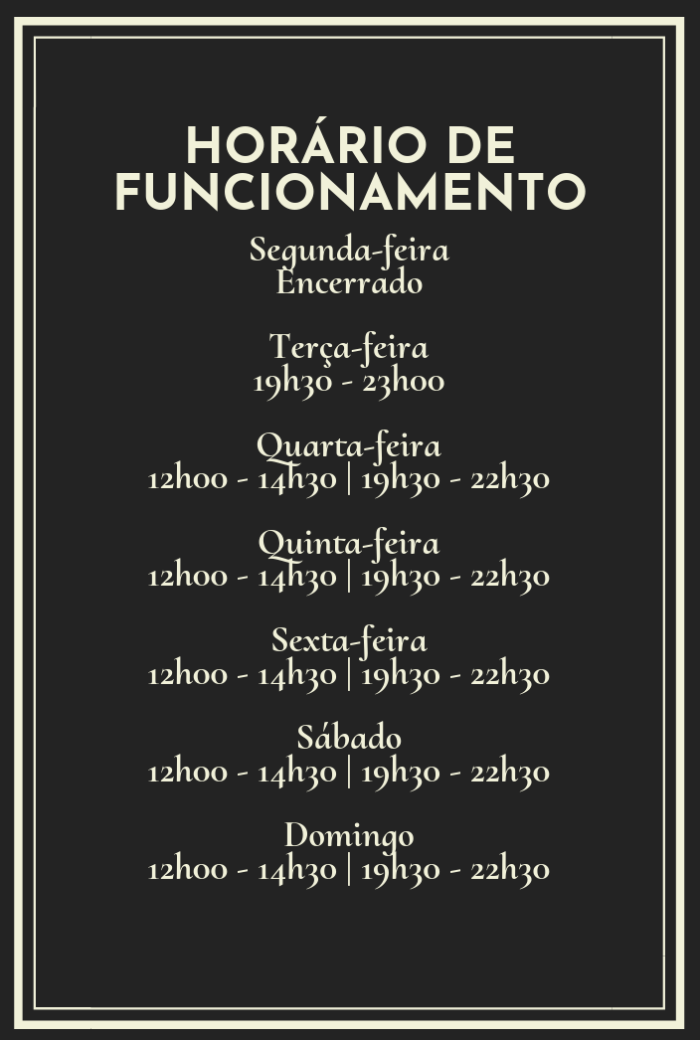 HORÁRIO DE
FUNCIONAMENTO
Segunda-feira
Encerrado
Terça-feira
19h30 - 23h00
Quarta-feira
12h00 - 14h30 | 19h30 - 22h30
Quinta-feira
12h00 - 14h30 | 19h30 - 22h30
Sexta-feira
12h00 - 14h30 | 19h30 - 22h30
Sábado
12h00 - 14h30 | 19h30 - 22h30
Domingo
12h00 - 14h30 | 19h30 - 22h30